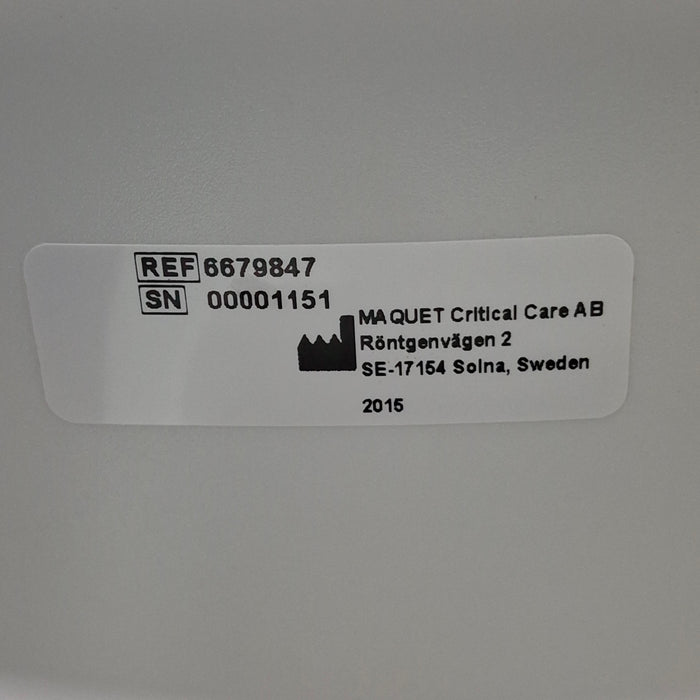 REF 6679847
SN 00001151
MAQUET Critical Care AB
Röntgenvägen 2
SE-17154 Solna, Sweden
2015